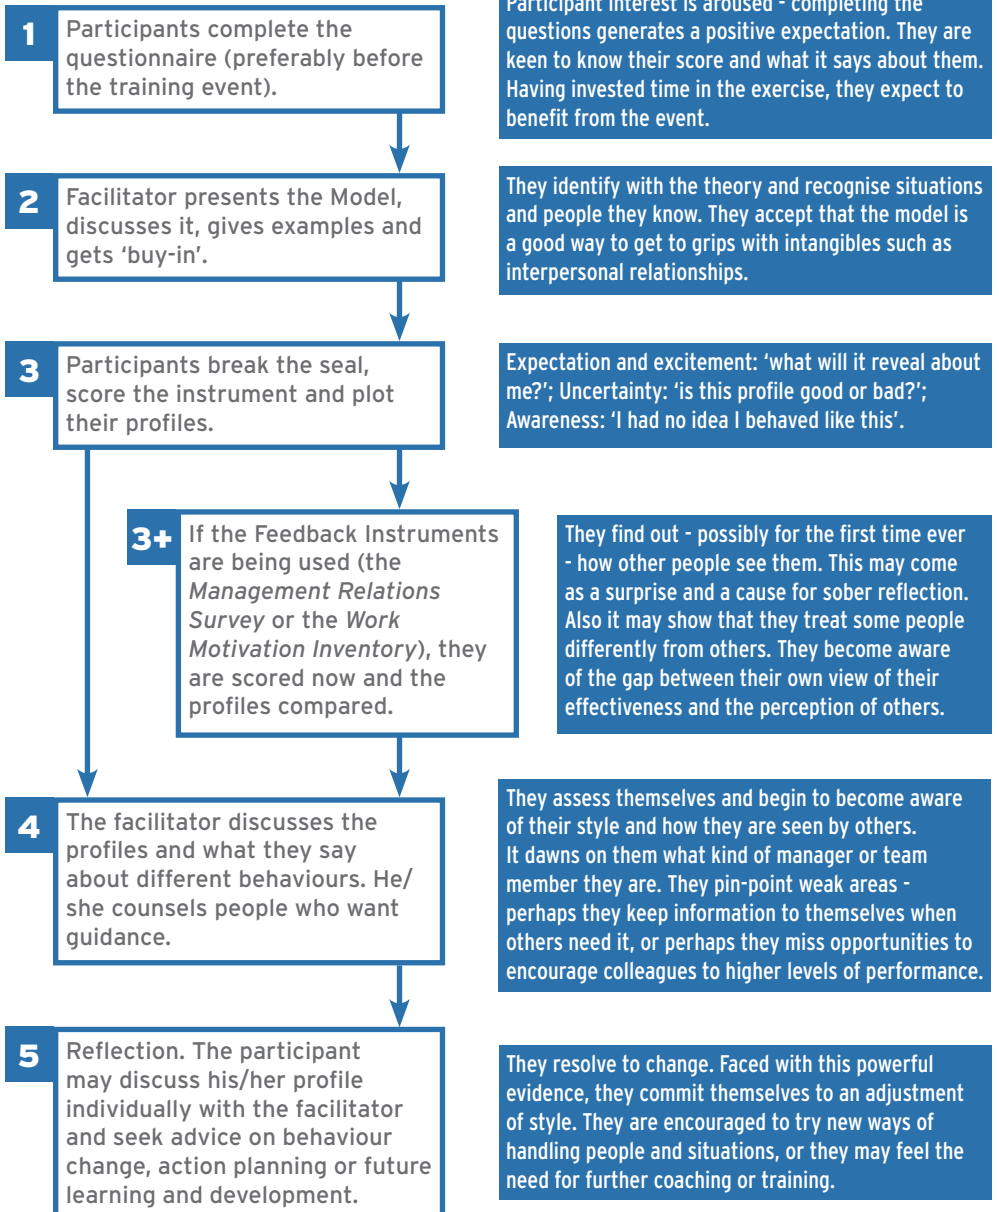 1
Participants complete the
questionnaire (preferably before
the training event).
Participant interest is aroused - completing the
questions generates a positive expectation. They are
keen to know their score and what it says about them.
Having invested time in the exercise, they expect to
benefit from the event.
2
Facilitator presents the Model,
discusses it, gives examples and
gets ‘buy-in’.
They identify with the theory and recognise situations
and people they know. They accept that the model is
a good way to get to grips with intangibles such as
interpersonal relationships.
3
Participants break the seal,
score the instrument and plot
their profiles.
Expectation and excitement: ‘what will it reveal about
me?’; Uncertainty: ‘is this profile good or bad?’;
Awareness: ‘I had no idea I behaved like this’.
3+
If the Feedback Instruments
are being used (the
Management Relations
Survey or the Work
Motivation Inventory), they
are scored now and the
profiles compared.
They find out - possibly for the first time ever
- how other people see them. This may come
as a surprise and a cause for sober reflection.
Also it may show that they treat some people
differently from others. They become aware
of the gap between their own view of their
effectiveness and the perception of others.
4
The facilitator discusses the
profiles and what they say
about different behaviours. He/
she counsels people who want
guidance.
They assess themselves and begin to become aware
of their style and how they are seen by others.
It dawns on them what kind of manager or team
member they are. They pin-point weak areas -
perhaps they keep information to themselves when
others need it, or perhaps they miss opportunities to
encourage colleagues to higher levels of performance.
5
Reflection. The participant
may discuss his/her profile
individually with the facilitator
and seek advice on behaviour
change, action planning or future
learning and development.
They resolve to change. Faced with this powerful
evidence, they commit themselves to an adjustment
of style. They are encouraged to try new ways of
handling people and situations, or they may feel the
need for further coaching or training.